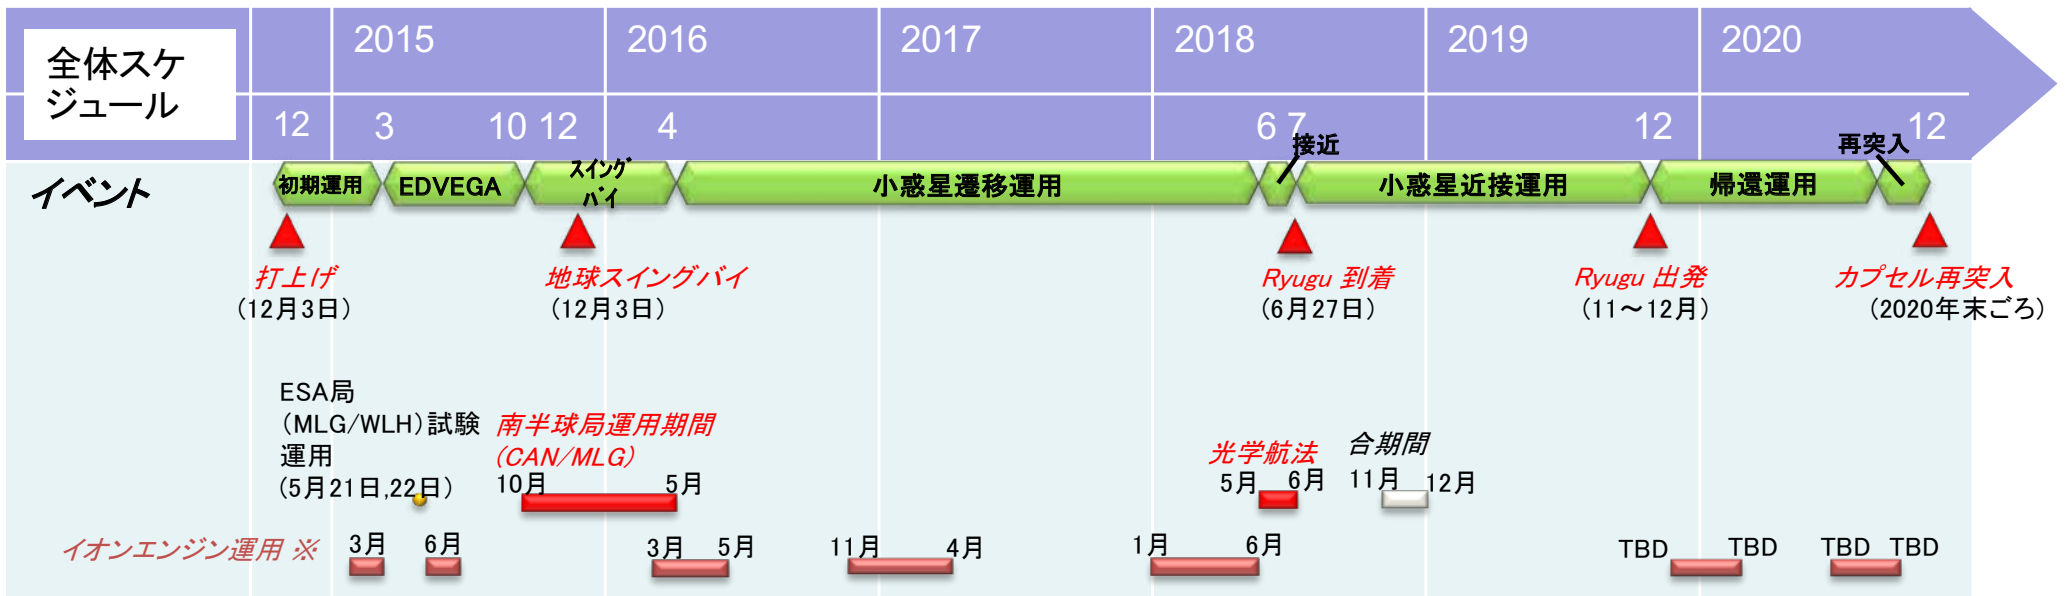 全体スケ
ジュール
2015
2016
2017
2018
2019
2020
12
3
10
12
4
6
7
12
12
イベント
初期運用
EDVEGA
スイング
バイ
小惑星遷移運用
接近
小惑星近接運用
帰還運用
再突入
打上げ
(12月3日)
地球スイングバイ
(12月3日)
Ryugu 到着
(6月27日)
Ryugu 出発
(11～12月)
カプセル再突入
(2020年末ごろ)
ESA局
(MLG/WLH)試験
運用
(5月21日,22日)
南半球局運用期間
(CAN/MLG)
10月
5月
光学航法
5月
6月
合期間
11月
12月
イオンエンジン運用 ※
3月
6月
3月
5月
11月
4月
1月
6月
TBD
TBD
TBD
TBD